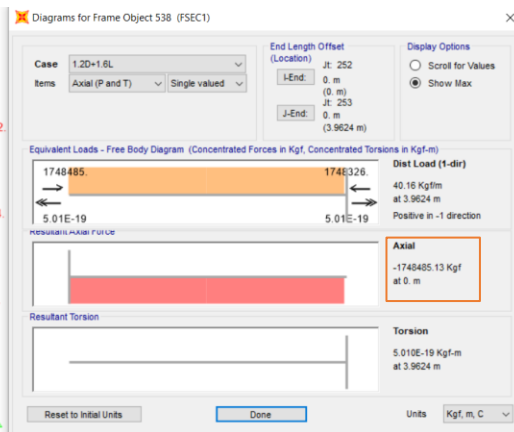 Diagrams for Frame Object 538 (FSEC1)
Case
1.2D+1.6L
Items
Axial (P and T)
Single valued
End Length Offset
(Location)
I-End:
Jt: 252
0. m
(0. m)
J-End:
Jt: 253
0. m
(3.9624 m)
Display Options
Scroll for Values
Show Max
Equivalent Loads - Free Body Diagram (Concentrated Forces in Kgf, Concentrated Torsions in Kgf-m)
1748485.
1748326.
5.01E-19
5.01E-19
Dist Load (1-dir)
40.16 Kgf/m
at 3.9624 m
Positive in -1 direction
Resultant Axial Force
Axial
-1748485.13 Kgf
at 0. m
Resultant Torsion
Torsion
5.010E-19 Kgf-m
at 3.9624 m
Reset to Initial Units
Done
Units
Kgf, m, C